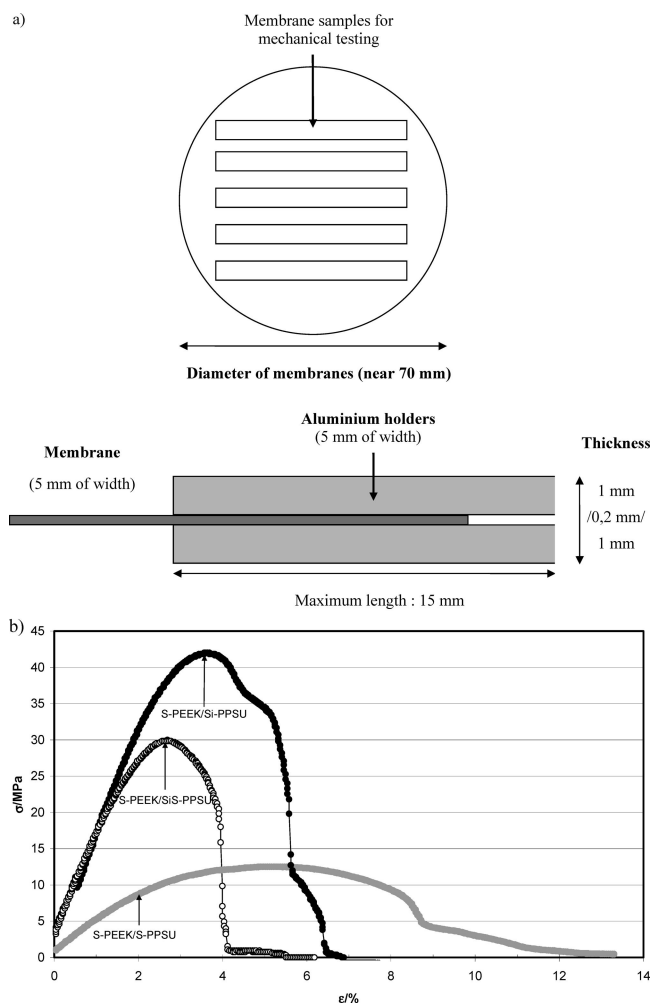 a)
Membrane samples for
mechanical testing
Diameter of membranes (near 70 mm)
Aluminium holders
(5 mm of width)
Membrane
(5 mm of width)
Thickness
1 mm
/0,2 mm/
1 mm
Maximum length : 15 mm
b)
45
40
35
30
25
20
15
10
5
0
σ/MPa
S-PEEK/Si-PPSU
S-PEEK/SiS-PPSU
S-PEEK/S-PPSU
0 2 4 6 8 10 12 14
ε/%